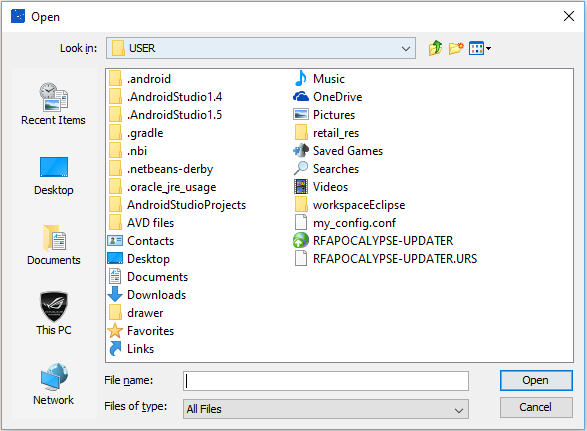 Open
Look in: USER
.android
.AndroidStudio1.4
.AndroidStudio1.5
.gradle
.nbi
.netbeans-derby
.oracle_jre_usage
AndroidStudioProjects
AVD files
Contacts
Desktop
Documents
Downloads
drawer
Favorites
Links
Music
OneDrive
Pictures
retail_res
Saved Games
Searches
Videos
workspaceEclipse
my_config.conf
RFAPOCALYPSE-UPDATER
RFAPOCALYPSE-UPDATER.URS
Recent Items
Desktop
Documents
This PC
Network
File name:
Open
Files of type: All Files
Cancel